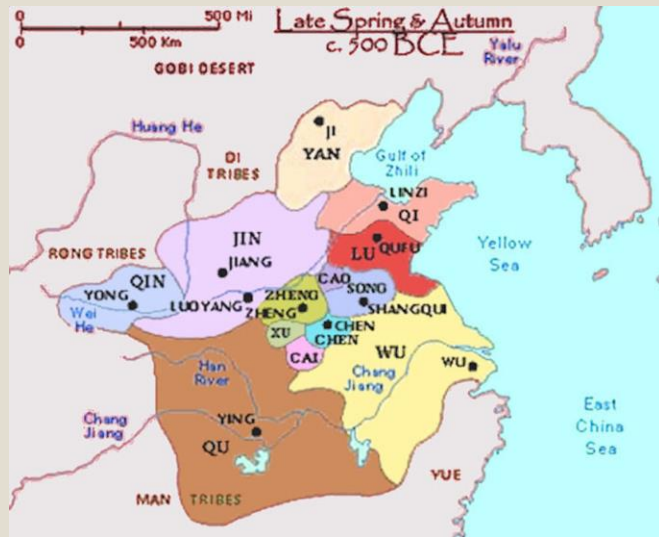 0 500 Mi
0 500 Km
Late Spring & Autumn
c. 500 BCE
GOBI DESERT
Yalu
River
Huang He
JI
YAN
DI
TRIBES
Gulf of
Zhili
LINZI
QI
RONG TRIBES
JIN
JIANG
LU
QUFU
Yellow
Sea
QIN
YONG
LUOYANG
CAO
SONG
SHANGQUI
ZHENG
ZHENG
Wei
He
XU
CHEN
CHEN
CAI
WU
WU
Han
River
Chang
Jiang
Chang
Jiang
YING
QU
East
China
Sea
YUE
MAN TRIBES